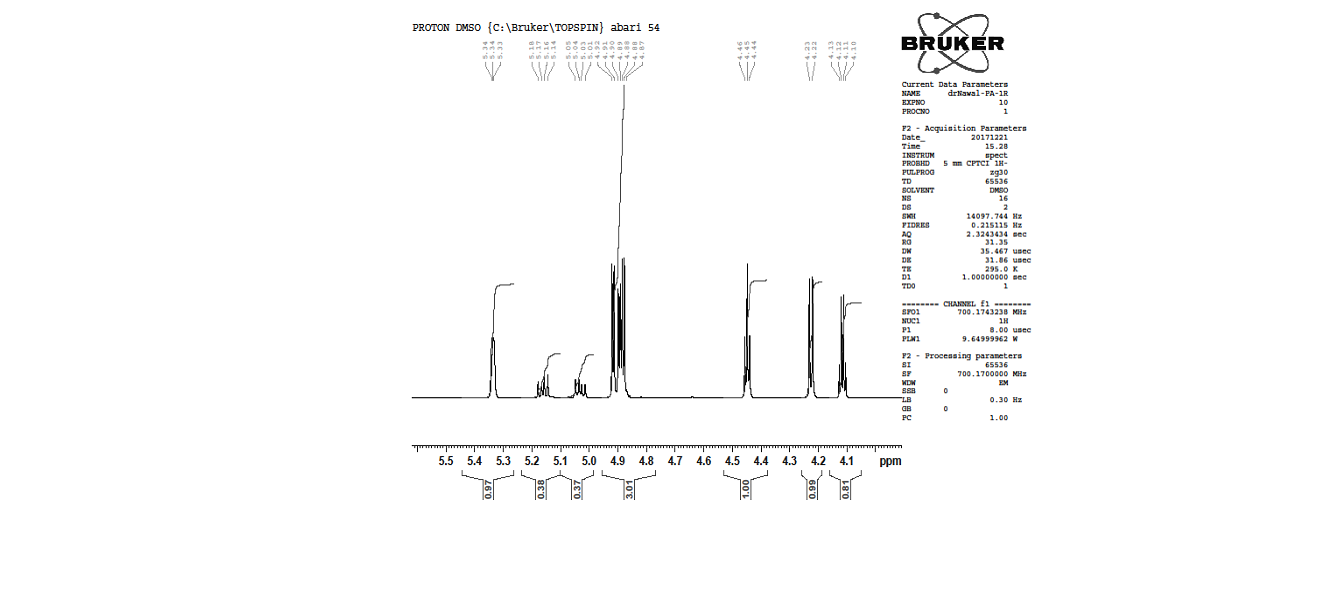 PROTON DMSO {C:\Bruker\TOPSPIN} abari 54
BRUKER
5.34 5.34 5.33 5.18 5.17 5.16 5.14 5.05 5.04 5.03 5.01 4.92 4.91 4.90 4.89 4.88 4.88 4.87 4.46 4.45 4.44 4.23 4.22 4.13 4.12 4.11 4.10
Current Data Parameters
NAME drNawal-PA-1R
EXPNO 10
PROCNO 1
F2 - Acquisition Parameters
Date_ 20171221
Time 15.28
INSTRUM spect
PROBHD 5 mm CPTCI 1H-
PULPROG zg30
TD 65536
SOLVENT DMSO
NS 16
DS 2
SWH 14097.744 Hz
FIDRES 0.215115 Hz
AQ 2.3243434 sec
RG 31.35
DW 35.467 usec
DE 31.86 usec
TE 295.0 K
D1 1.00000000 sec
TD0 1
======== CHANNEL f1 ========
SFO1 700.1743238 MHz
NUC1 1H
P1 8.00 usec
PLW1 9.64999962 W
F2 - Processing parameters
SI 65536
SF 700.1700000 MHz
WDW EM
SSB 0
LB 0.30 Hz
GB 0
PC 1.00
5.5 5.4 5.3 5.2 5.1 5.0 4.9 4.8 4.7 4.6 4.5 4.4 4.3 4.2 4.1 ppm
0.97 0.38 0.37 3.01 1.00 0.99 0.81